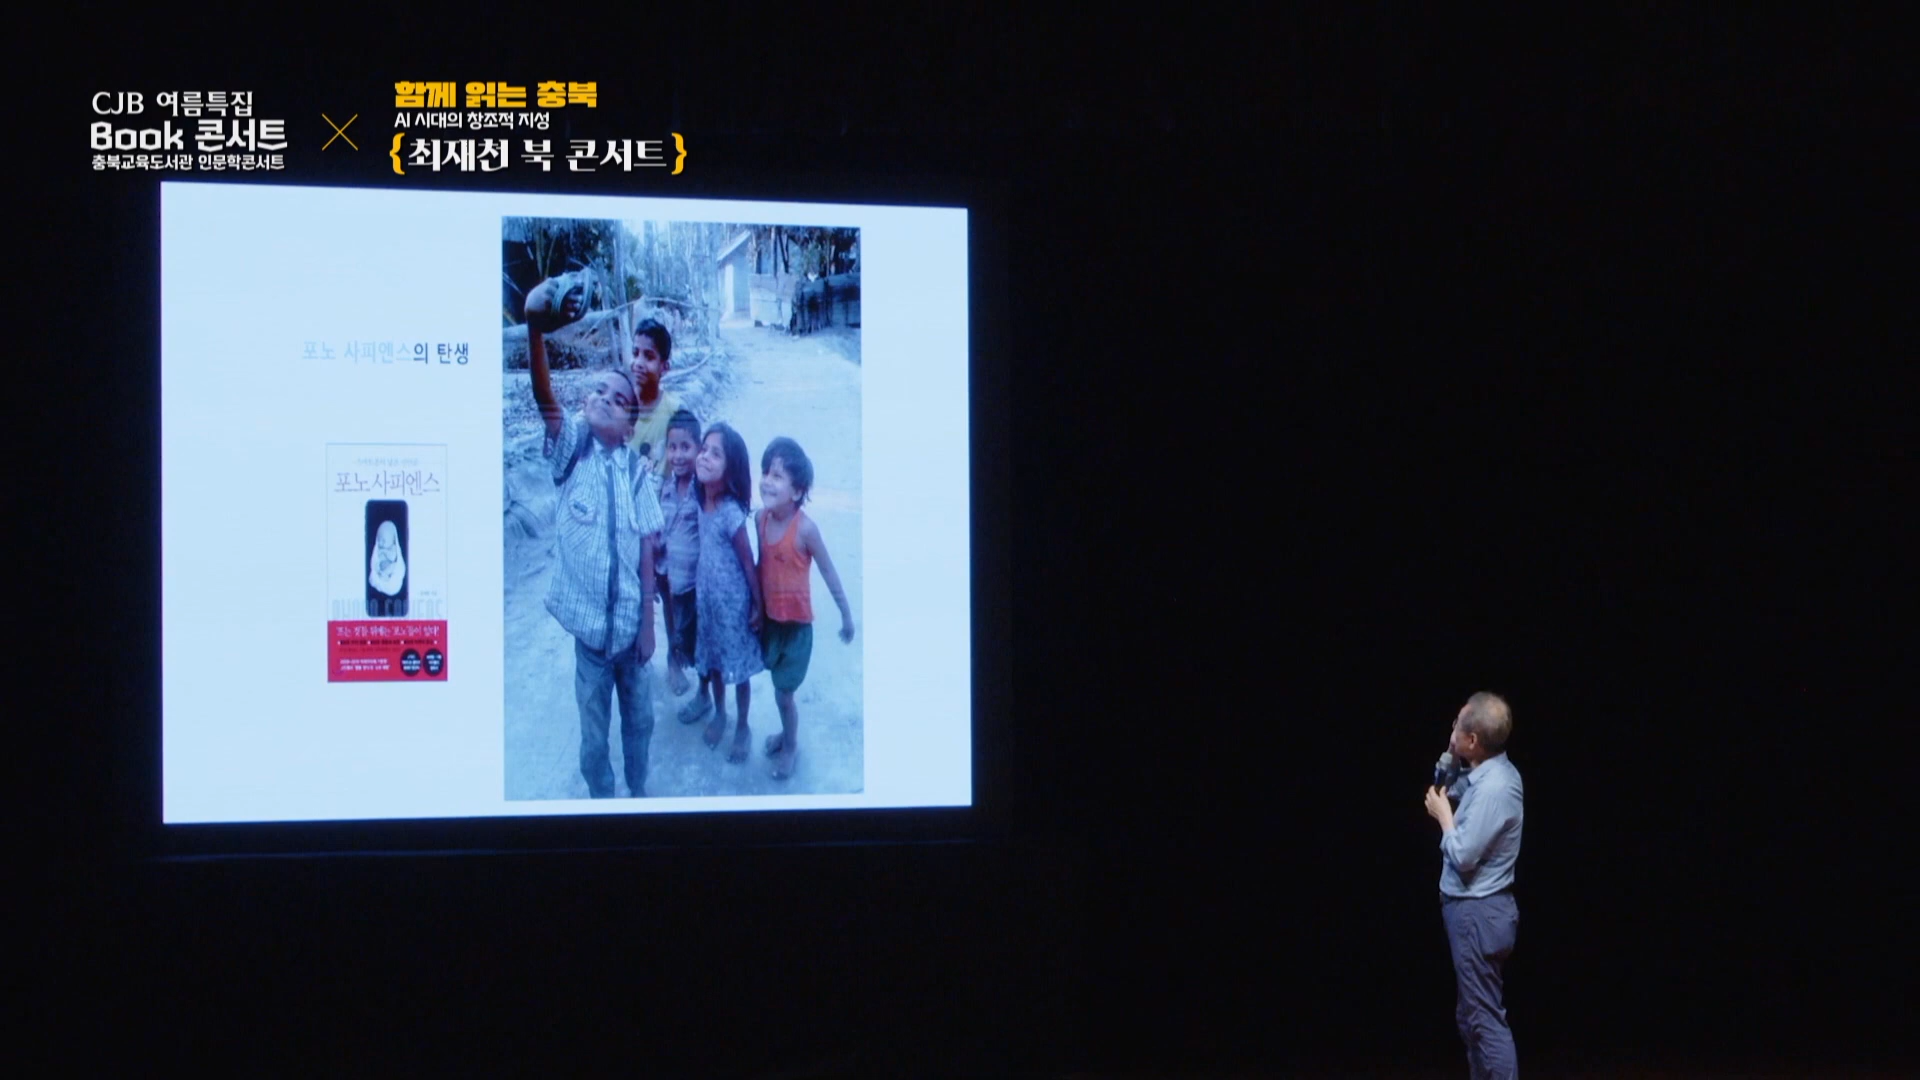 CJB 여름특집
Book 콘서트
충북교육도서관 인문학콘서트
함께 읽는 충북
AI 시대의 창조적 지성
{최재천 북 콘서트}
포노 사피엔스의 탄생
포노 사피엔스